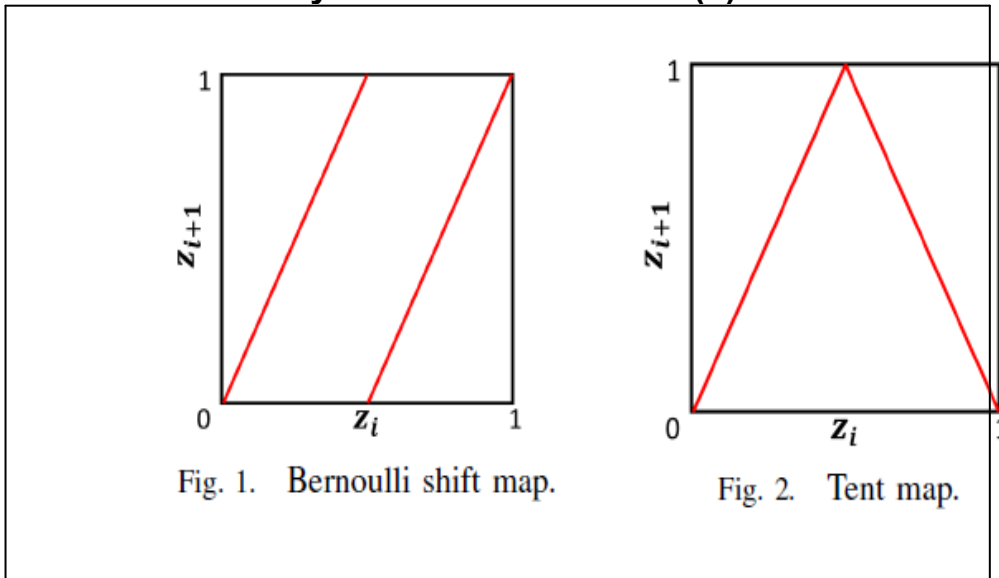 1
z_{i+1}
0
z_i
1
Fig. 1. Bernoulli shift map.
1
z_{i+1}
0
z_i
Fig. 2. Tent map.